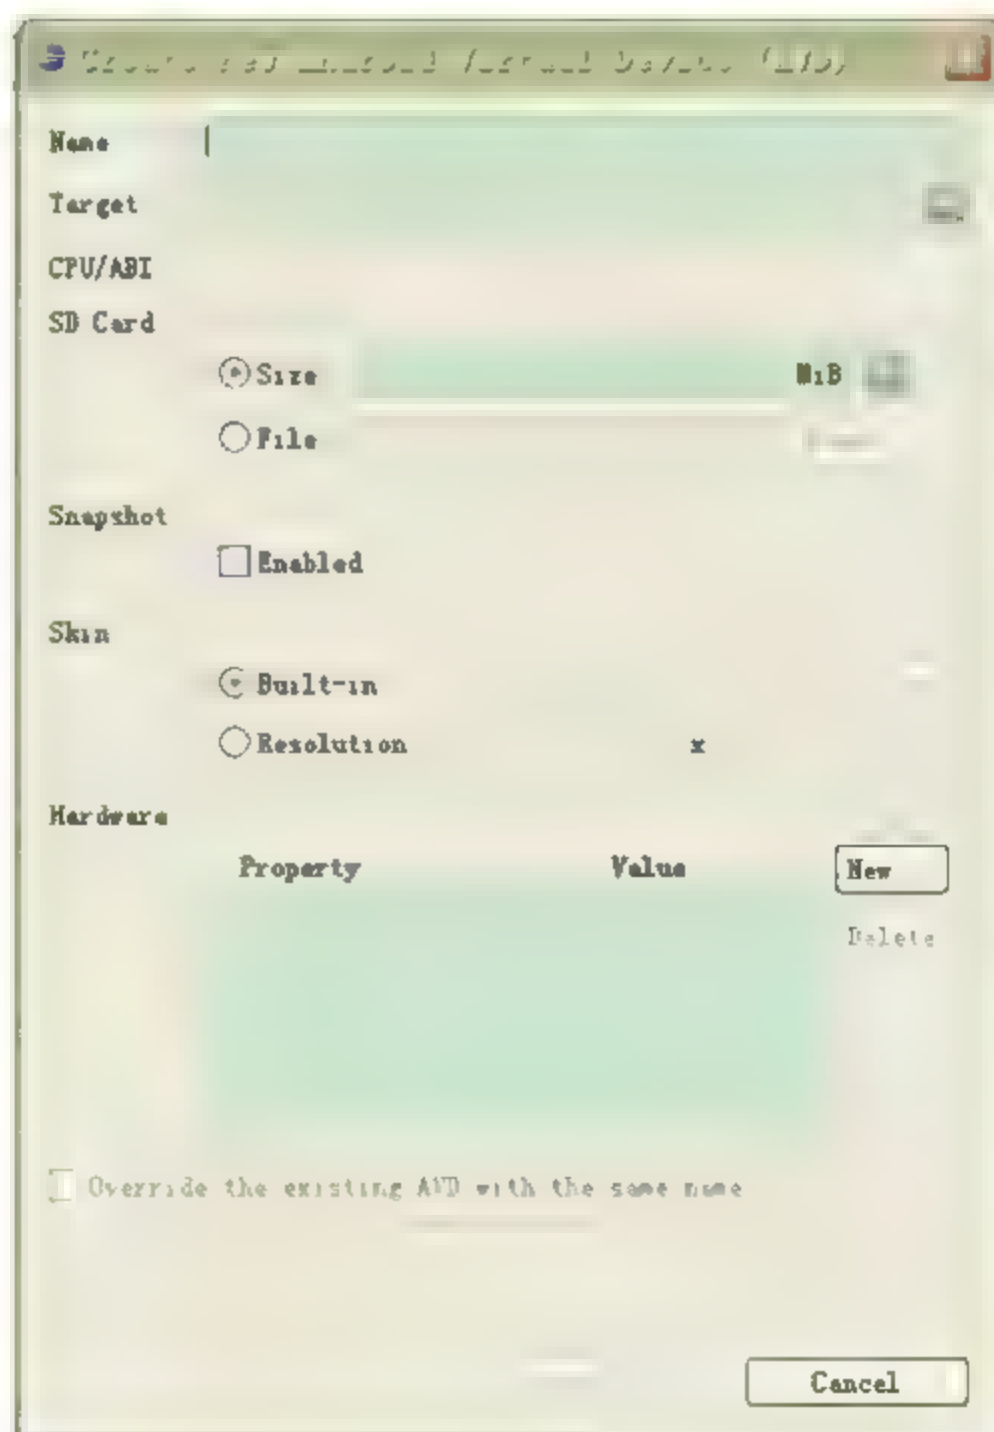 Name
Target
CPU/ABI
SD Card
Size MiB
File
Snapshot
Enabled
Skin
Built-in
Resolution x
Hardware
Property Value New
Delete
Override the existing AVD with the same name
Cancel